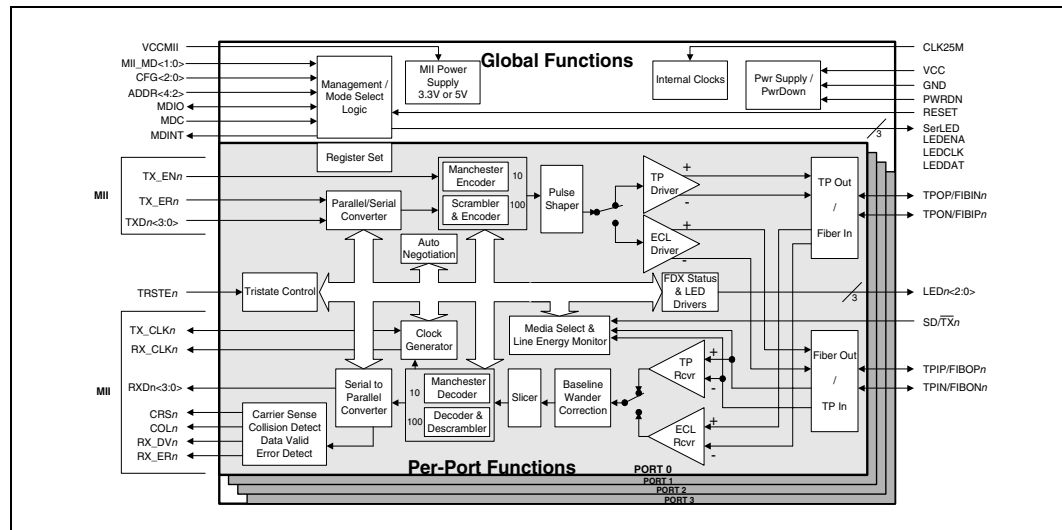 VCCMII
MII_MD<1:0>
CFG<2:0>
ADDR<4:2>
MDIO
MDC
MDINT
Global Functions
Management /
Mode Select
Logic
MII Power
Supply
3.3V or 5V
Internal Clocks
Pwr Supply /
PwrDown
CLK25M
VCC
GND
PWRDN
RESET
3
SerLED
LEDENA
LEDCLK
LEDDAT
Register Set
MII
TX_ENn
TX_ERn
TXDn<3:0>
Parallel/Serial
Converter
Manchester
Encoder
10
Scrambler
& Encoder
100
Pulse
Shaper
TP
Driver
+
-
ECL
Driver
+
-
TP Out
/
Fiber In
TPOP/FIBINn
TPON/FIBIPn
Auto
Negotiation
TRSTEn
Tristate Control
FDX Status
& LED
Drivers
3
LEDn<2:0>
TX_CLKn
RX_CLKn
Clock
Generator
Media Select &
Line Energy Monitor
SD/TXn
MII
RXDn<3:0>
CRSn
COLn
RX_DVn
RX_ERn
Carrier Sense
Collision Detect
Data Valid
Error Detect
Serial to
Parallel
Converter
10
Manchester
Decoder
100
Decoder &
Descrambler
Slicer
Baseline
Wander
Correction
TP
Rcvr
+
-
ECL
Rcvr
+
-
Fiber Out
/
TP In
TPIP/FIBOPn
TPIN/FIBONn
Per-Port Functions
PORT 0
PORT 1
PORT 2
PORT 3